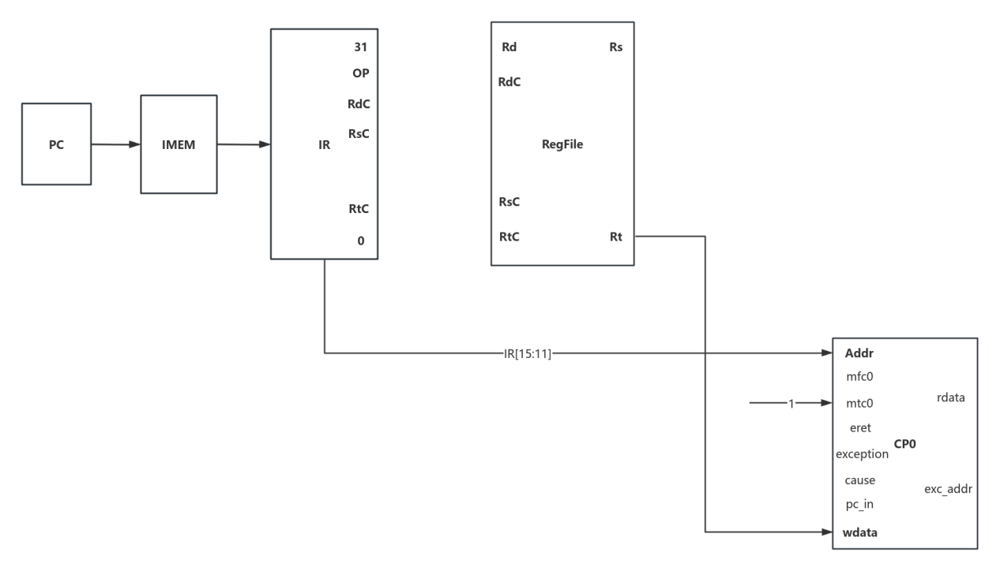 PC
IMEM
31
OP
RdC
RsC
IR
RtC
0
Rd
Rs
RdC
RegFile
RsC
RtC
Rt
IR[15:11]
Addr
mfc0
1
mtc0
rdata
eret
CP0
exception
cause
exc_addr
pc_in
wdata